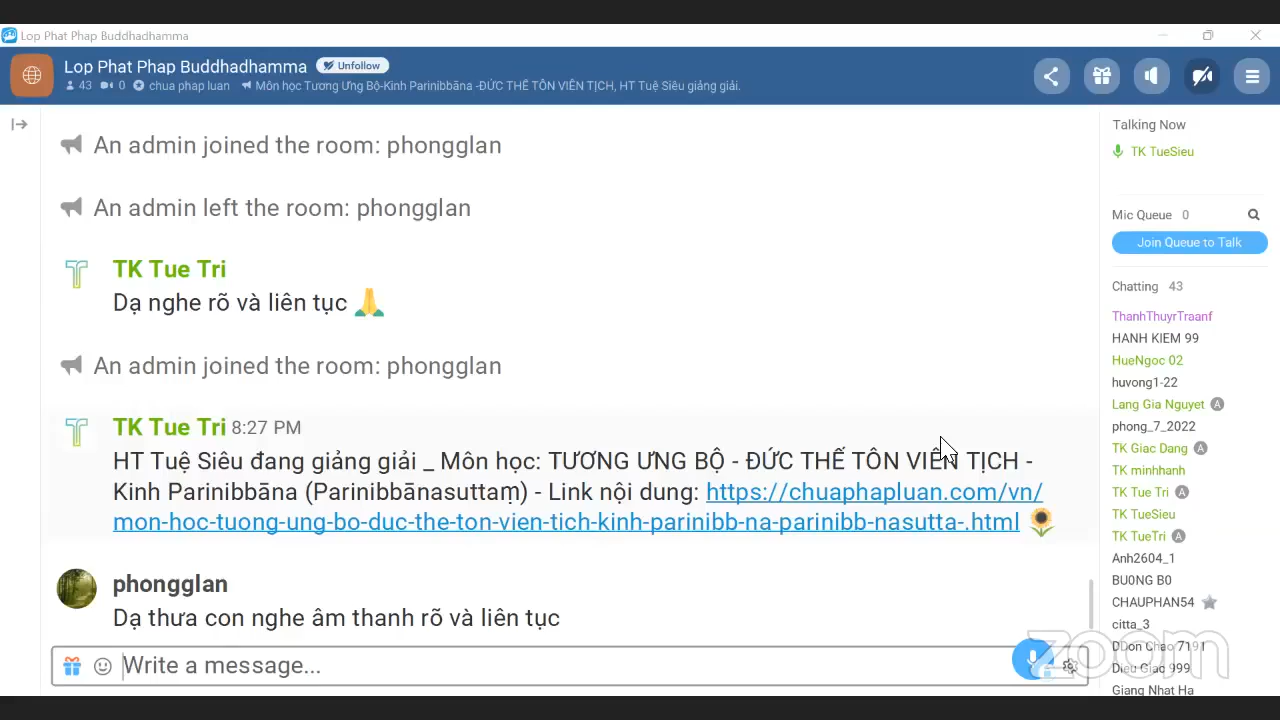 Lop Phat Phap Buddhadhamma
Lop Phat Phap Buddhadhamma Unfollow
43 0 chua phap luan Môn học Tương Ưng Bộ-Kinh Parinibbāna -ĐỨC THẾ TÔN VIÊN TỊCH, HT Tuệ Siêu giảng giải.
An admin joined the room: phongglan
An admin left the room: phongglan
TK Tue Tri
Dạ nghe rõ và liên tục 🙏
An admin joined the room: phongglan
TK Tue Tri 8:27 PM
HT Tuệ Siêu đang giảng giải _ Môn học: TƯƠNG ƯNG BỘ - ĐỨC THẾ TÔN VIÊN TỊCH -
Kinh Parinibbāna (Parinibbānasuttaṃ) - Link nội dung: https://chuaphapluan.com/vn/
mon-hoc-tuong-ung-bo-duc-the-ton-vien-tich-kinh-parinibb-na-parinibb-nasutta-.html 🌻
phongglan
Dạ thưa con nghe âm thanh rõ và liên tục
Write a message...
Talking Now
TK TueSieu
Mic Queue 0
Join Queue to Talk
Chatting 43
ThanhThuyrTraanf
HANH KIEM 99
HueNgoc 02
huvong1-22
Lang Gia Nguyet A
phong_7_2022
TK Giac Dang A
TK minhhanh
TK Tue Tri A
TK TueSieu
TK TueTri A
Anh2604_1
BU0NG B0
CHAUPHAN54
citta_3
DDon Chao 7191
Dieu Giao 999
Giang Nhat Ha
zoom